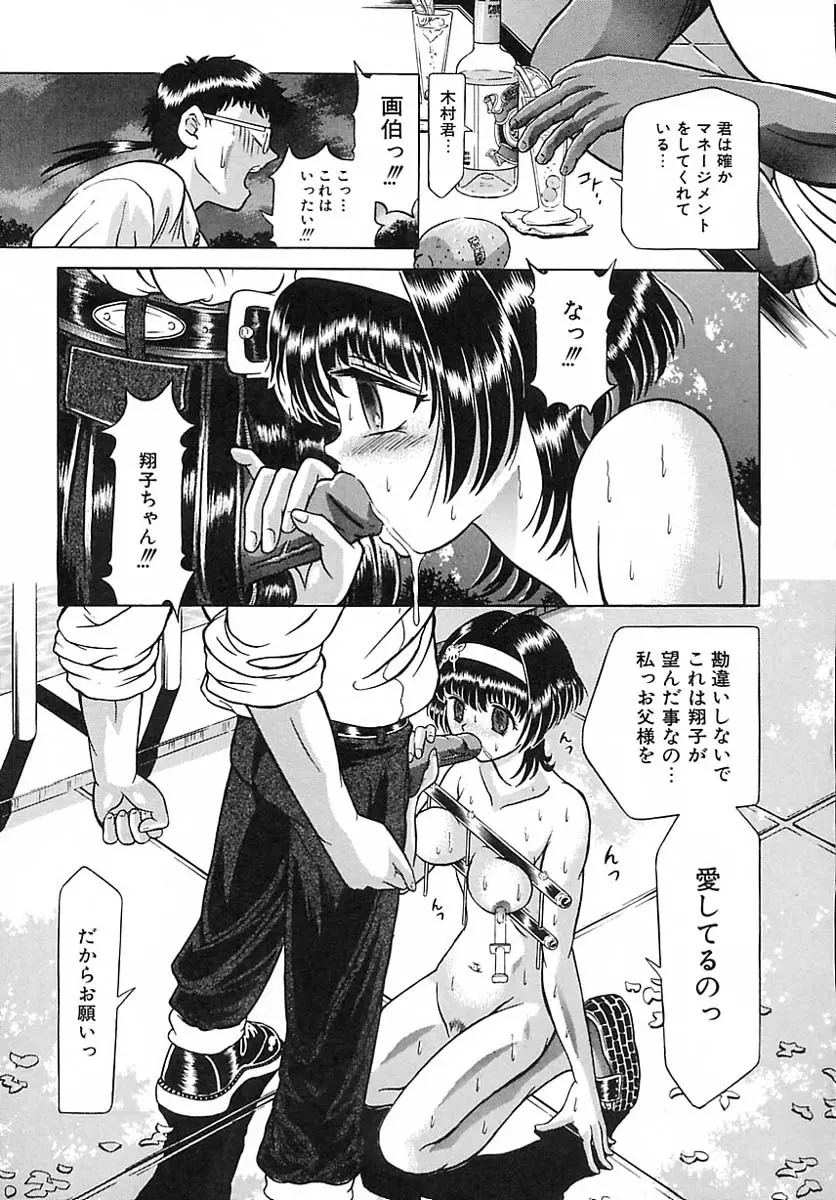 君は確か
マネージメント
をしてくれて
いる…
コト…
木村君…
画伯っ!!!
こっ…
これは
いったい!!!
なっ!!!
翔子ちゃん!!!
勘違いしないで
これは翔子が
望んだ事なの…
私っお父様を
愛してるのっ
んっ
んっ
んっ
だからお願いっ